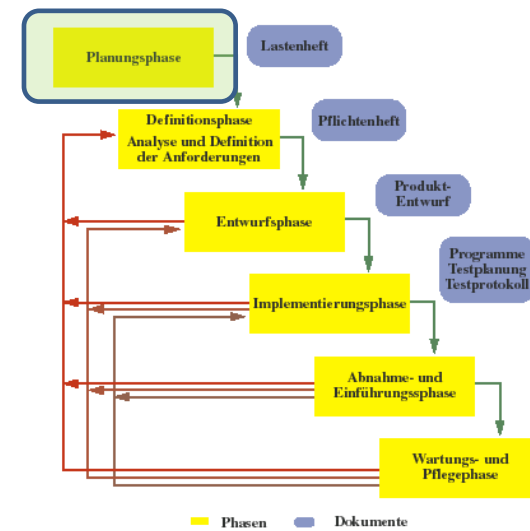 Planungsphase
Lastenheft
Definitionsphase
Analyse und Definition
der Anforderungen
Pflichtenheft
Entwurfsphase
Produkt-
Entwurf
Implementierungsphase
Programme
Testplanung
Testprotokoll
Abnahme- und
Einführungssphase
Wartungs- und
Pflegephase
Phasen
Dokumente